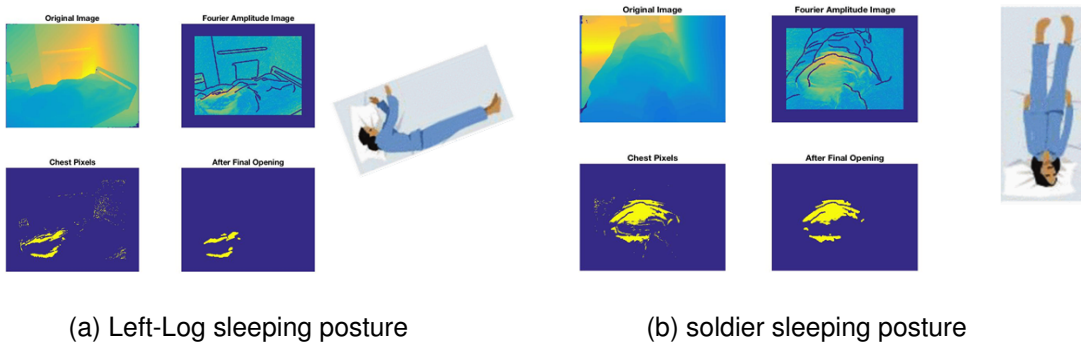 Original Image
Fourier Amplitude Image
Chest Pixels
After Final Opening
(a) Left-Log sleeping posture
Original Image
Fourier Amplitude Image
Chest Pixels
After Final Opening
(b) soldier sleeping posture